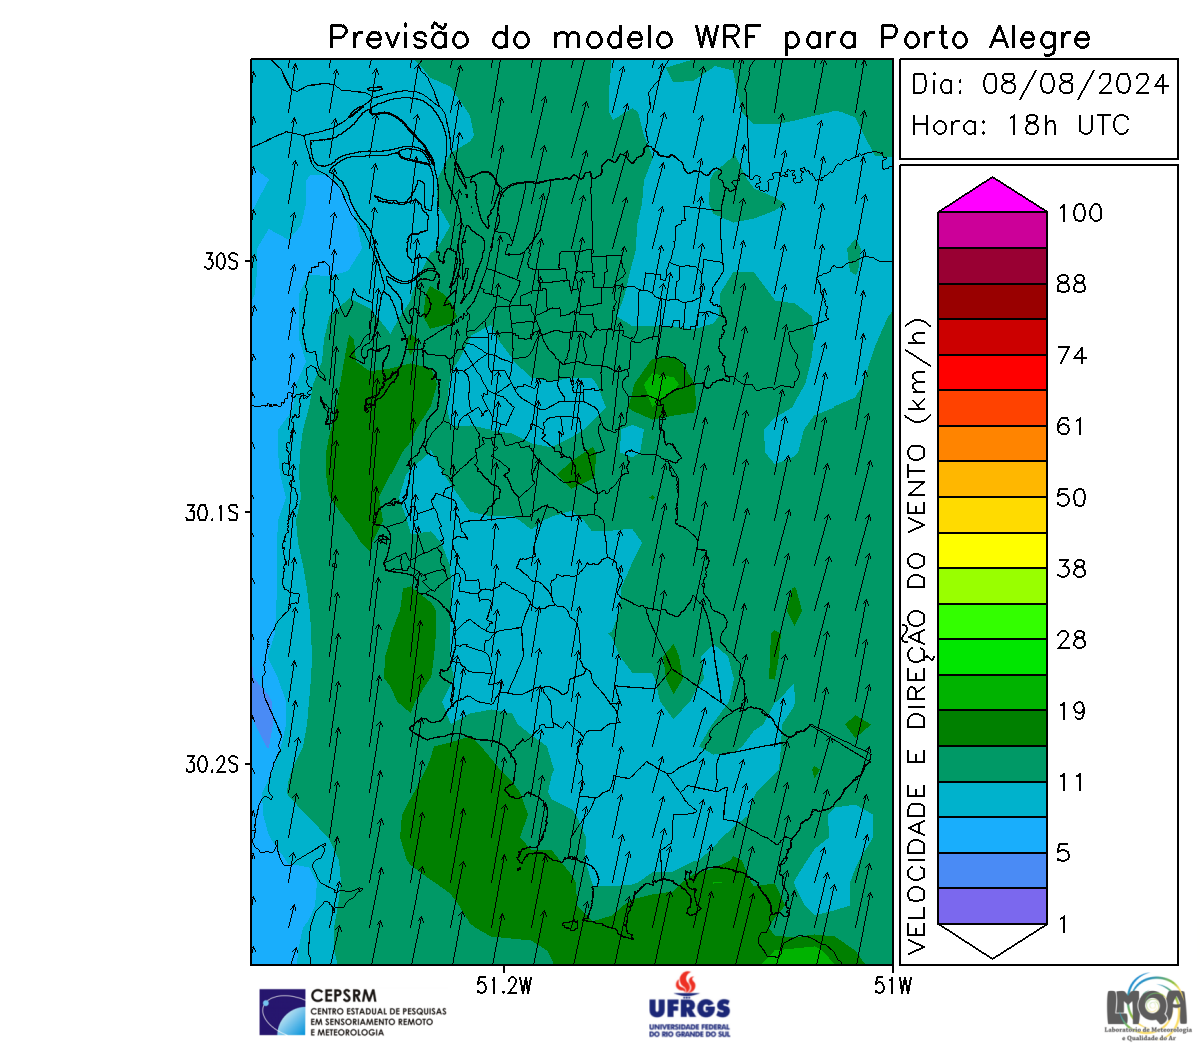 Previsão do modelo WRF para Porto Alegre
Dia: 08/08/2024
Hora: 18h UTC
30S
30.1S
30.2S
51.2W
51W
VELOCIDADE E DIREÇÃO DO VENTO (km/h)
100
88
74
61
50
38
28
19
11
5
1
CEPSRM
CENTRO ESTADUAL DE PESQUISAS
EM SENSORIAMENTO REMOTO
E METEOROLOGIA
UFRGS
UNIVERSIDADE FEDERAL
DO RIO GRANDE DO SUL
LMQA
Laboratório de Meteorologia
e Qualidade do Ar